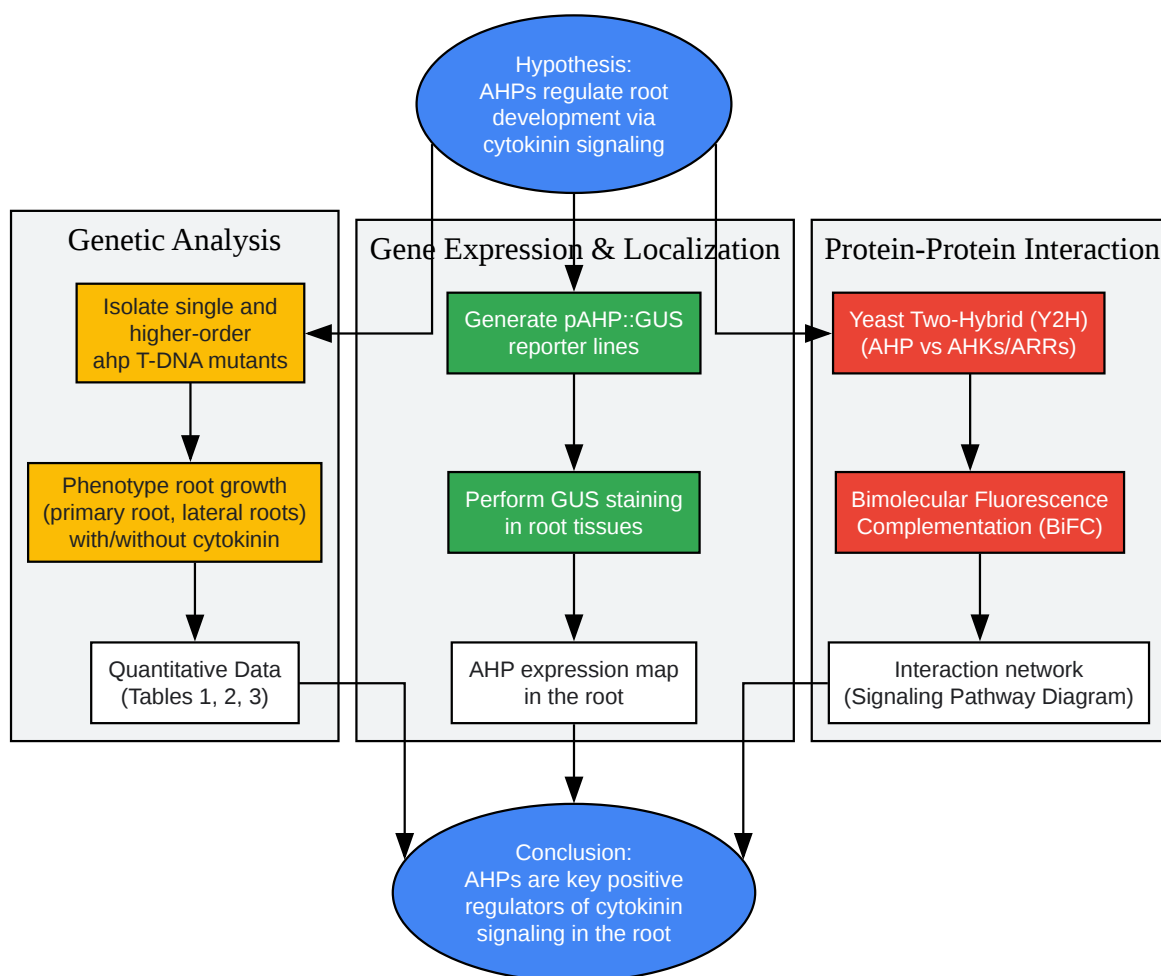 Hypothesis:
AHPs regulate root
development via
cytokinin signaling
Genetic Analysis
Isolate single and
higher-order
ahp T-DNA mutants
Phenotype root growth
(primary root, lateral roots)
with/without cytokinin
Quantitative Data
(Tables 1, 2, 3)
Gene Expression & Localization
Generate pAHP::GUS
reporter lines
Perform GUS staining
in root tissues
AHP expression map
in the root
Protein-Protein Interaction
Yeast Two-Hybrid (Y2H)
(AHP vs AHKs/ARRs)
Bimolecular Fluorescence
Complementation (BiFC)
Interaction network
(Signaling Pathway Diagram)
Conclusion:
AHPs are key positive
regulators of cytokinin
signaling in the root